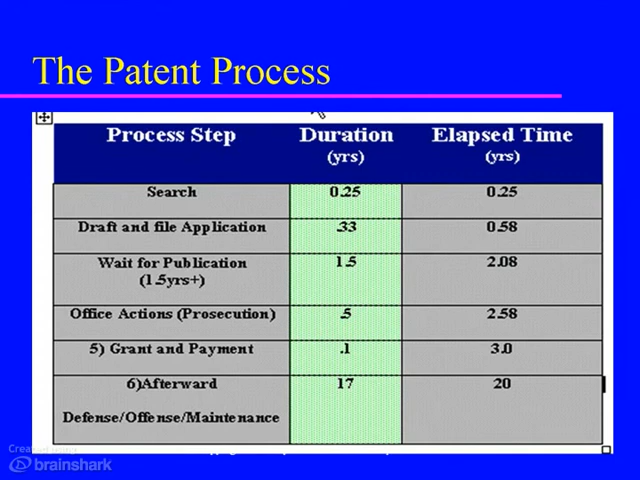 The Patent Process
Process Step Duration Elapsed Time
(yrs) (yrs)
Search 0.25 0.25
Draft and file Application .33 0.58
Wait for Publication 1.5 2.08
(1.5yrs+)
Office Actions (Prosecution) .5 2.58
5) Grant and Payment .1 3.0
6)Afterward 17 20
Defense/Offense/Maintenance
brainshark